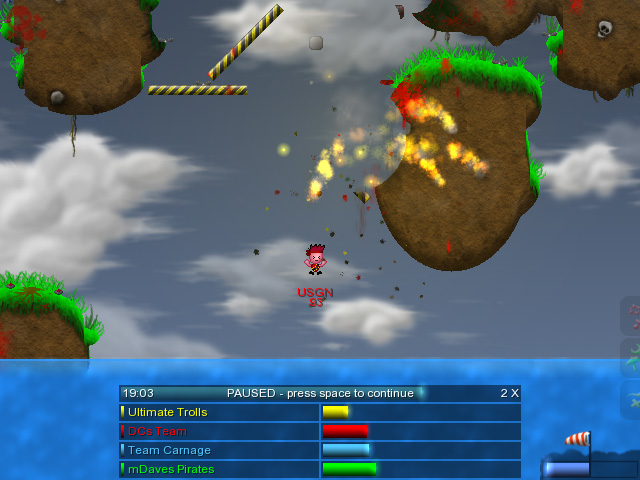 USGN
83
19:03 PAUSED - press space to continue 2 X
Ultimate Trolls
DCs Team
Team Carnage
mDaves Pirates